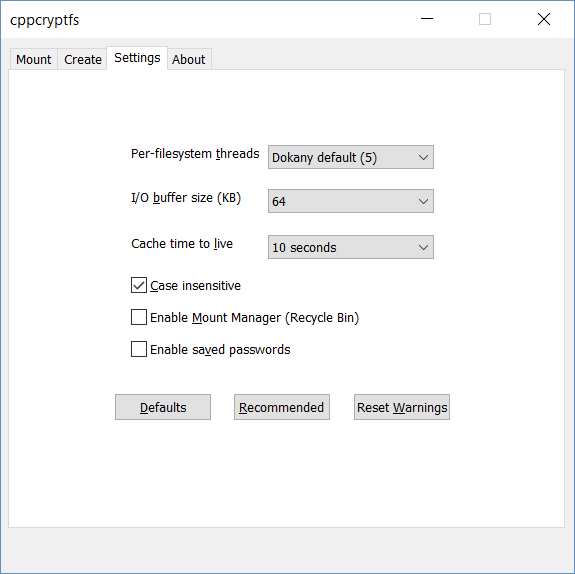 cppcryptfs
Mount Create Settings About
Per-filesystem threads Dokany default (5)
I/O buffer size (KB) 64
Cache time to live 10 seconds
Case insensitive
Enable Mount Manager (Recycle Bin)
Enable saved passwords
Defaults Recommended Reset Warnings